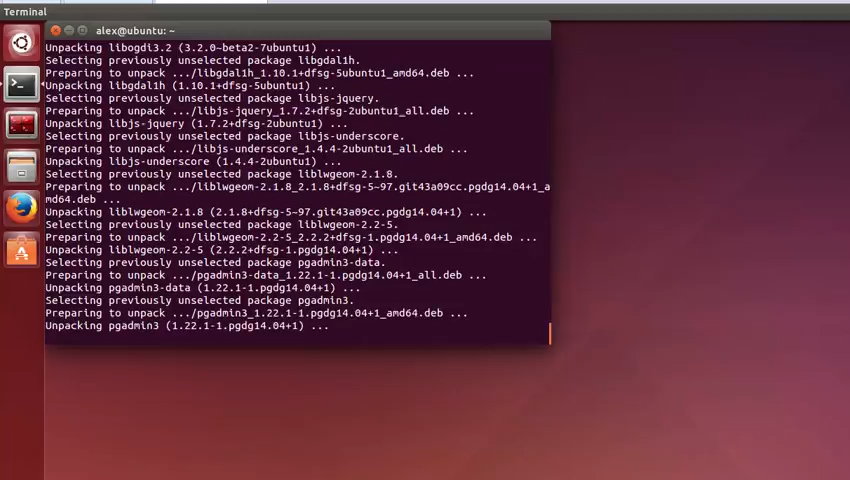 Terminal
alex@ubuntu: ~
Unpacking libogdi3.2 (3.2.0~beta2-7ubuntu1) ...
Selecting previously unselected package libgdal1h.
Preparing to unpack .../libgdal1h_1.10.1+dfsg-5ubuntu1_amd64.deb ...
Unpacking libgdal1h (1.10.1+dfsg-5ubuntu1) ...
Selecting previously unselected package libjs-jquery.
Preparing to unpack .../libjs-jquery_1.7.2+dfsg-2ubuntu1_all.deb ...
Unpacking libjs-jquery (1.7.2+dfsg-2ubuntu1) ...
Selecting previously unselected package libjs-underscore.
Preparing to unpack .../libjs-underscore_1.4.4-2ubuntu1_all.deb ...
Unpacking libjs-underscore (1.4.4-2ubuntu1) ...
Selecting previously unselected package liblwgeom-2.1.8.
Preparing to unpack .../liblwgeom-2.1.8_2.1.8+dfsg-5~97.git43a09cc.pgdg14.04+1_a
md64.deb ...
Unpacking liblwgeom-2.1.8 (2.1.8+dfsg-5~97.git43a09cc.pgdg14.04+1) ...
Selecting previously unselected package liblwgeom-2.2-5.
Preparing to unpack .../liblwgeom-2.2-5_2.2.2+dfsg-1.pgdg14.04+1_amd64.deb ...
Unpacking liblwgeom-2.2-5 (2.2.2+dfsg-1.pgdg14.04+1) ...
Selecting previously unselected package pgadmin3-data.
Preparing to unpack .../pgadmin3-data_1.22.1-1.pgdg14.04+1_all.deb ...
Unpacking pgadmin3-data (1.22.1-1.pgdg14.04+1) ...
Selecting previously unselected package pgadmin3.
Preparing to unpack .../pgadmin3_1.22.1-1.pgdg14.04+1_amd64.deb ...
Unpacking pgadmin3 (1.22.1-1.pgdg14.04+1) ...